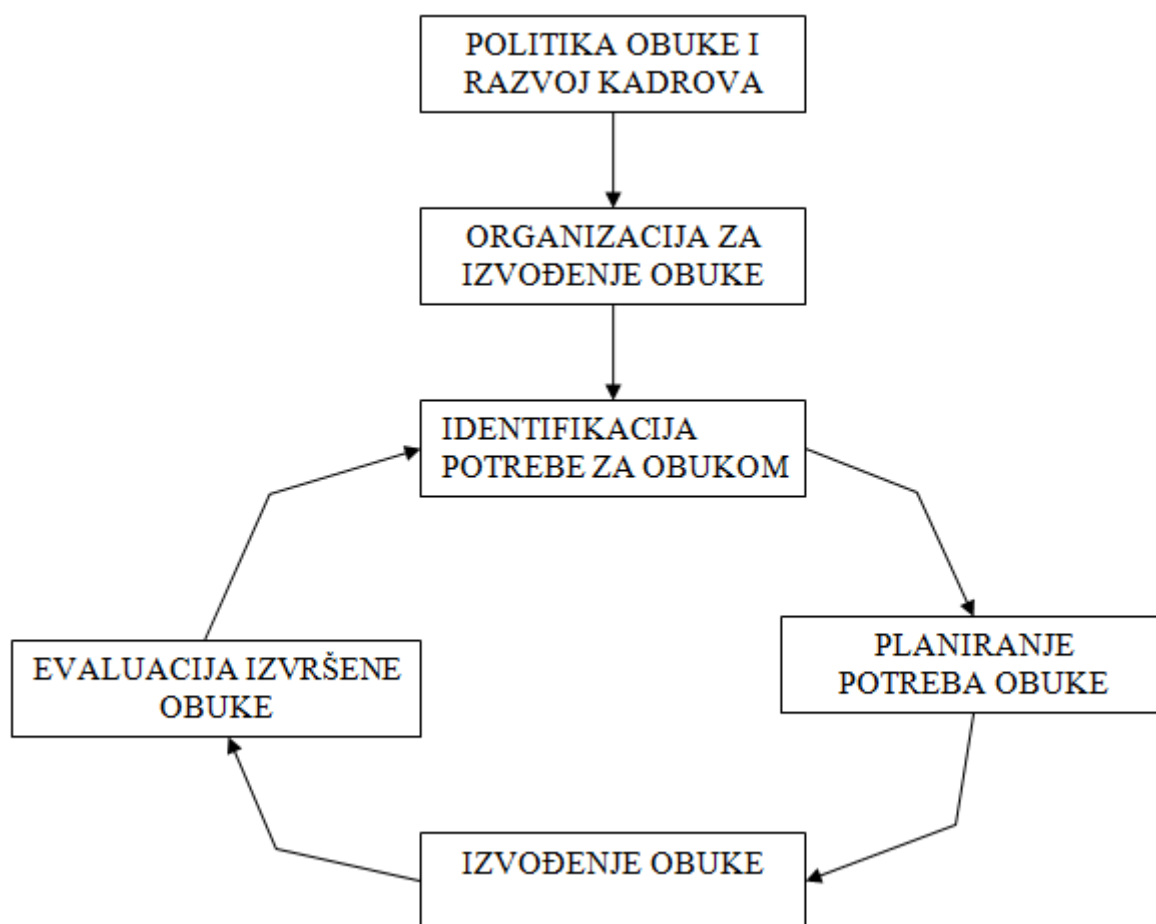 POLITIKA OBUKE I
RAZVOJ KADROVA
ORGANIZACIJA ZA
IZVOĐENJE OBUKE
IDENTIFIKACIJA
POTREBE ZA OBUKOM
PLANIRANJE
POTREBA OBUKE
IZVOĐENJE OBUKE
EVALUACIJA IZVRŠENE
OBUKE